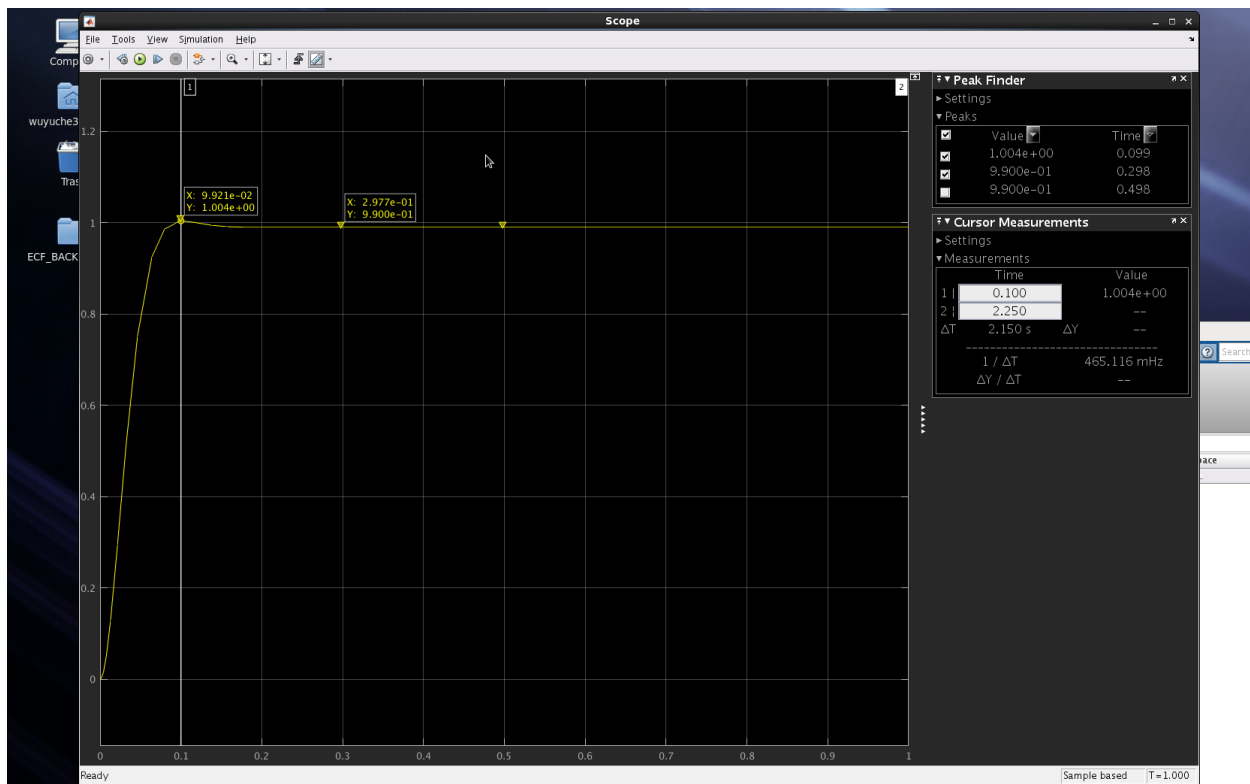 Scope
File Tools View Simulation Help
Comp
wuyuche3
Tras
ECF_BACK
1
2
1.2
1
0.8
0.6
0.4
0.2
0
0 0.1 0.2 0.3 0.4 0.5 0.6 0.7 0.8 0.9 1
X: 9.921e-02
Y: 1.004e+00
X: 2.977e-01
Y: 9.900e-01
Peak Finder
Settings
Peaks
Value Time
1.004e+00 0.099
9.900e-01 0.298
9.900e-01 0.498
Cursor Measurements
Settings
Measurements
Time Value
1 0.100 1.004e+00
2 2.250 --
ΔT 2.150 s ΔY --
1 / ΔT 465.116 mHz
ΔY / ΔT --
Search
pace
Ready Sample based T=1.000